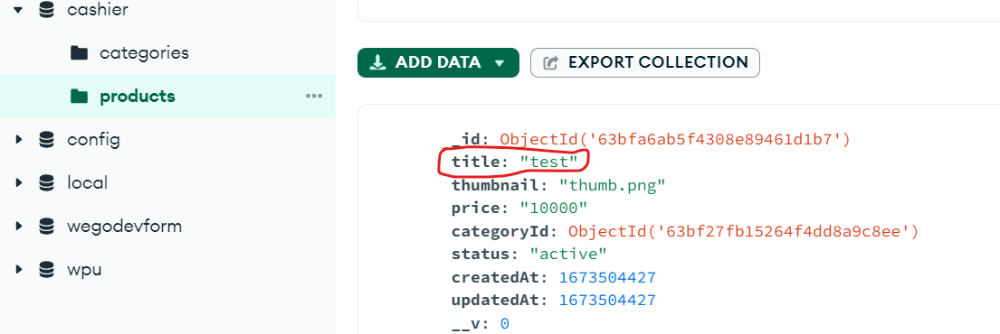 cashier
categories
products
config
local
wegodevform
wpu
ADD DATA
EXPORT COLLECTION
_id: ObjectId('63bfa6ab5f4308e89461d1b7')
title: "test"
thumbnail: "thumb.png"
price: "10000"
categoryId: ObjectId('63bf27fb15264f4dd8a9c8ee')
status: "active"
createdAt: 1673504427
updatedAt: 1673504427
__v: 0